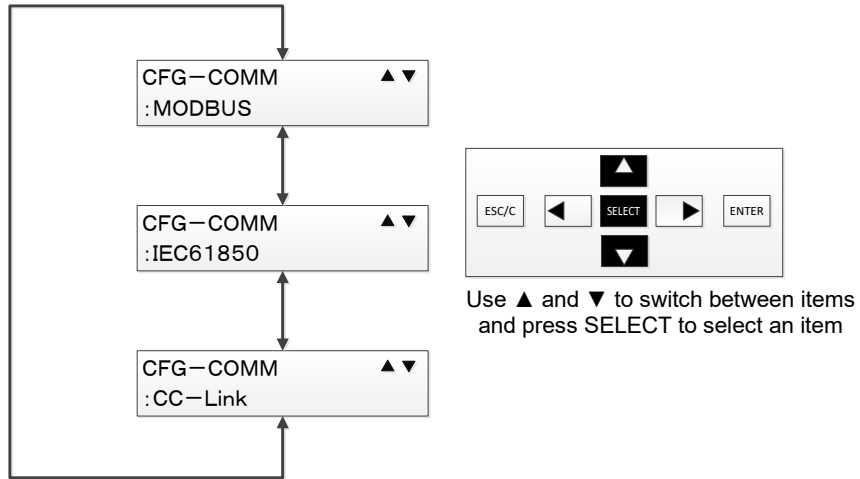 CFG－COMM ▲ ▼
:MODBUS
CFG－COMM ▲ ▼
:IEC61850
CFG－COMM ▲ ▼
:CC－Link
ESC/C ◀ SELECT ▶ ENTER
Use ▲ and ▼ to switch between items
and press SELECT to select an item